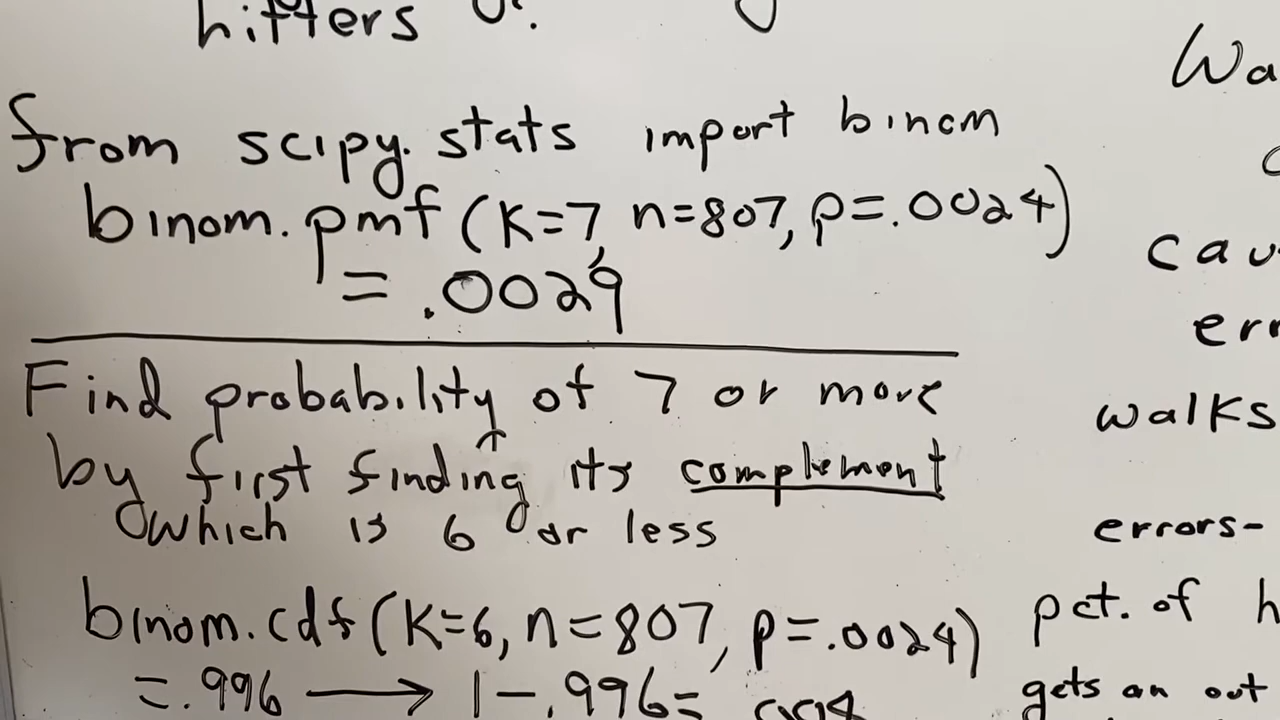 hitters
from scipy.stats import binom
binom.pmf (K=7, n=807, p=.0024)
= .0029
Find probability of 7 or more
by first finding its complement
which is 6 or less
binom.cdf (K=6, n=807, p=.0024)
=.996 → 1-.996= .004
Wa
cau
err
walks
errors-
pct. of h
gets an out